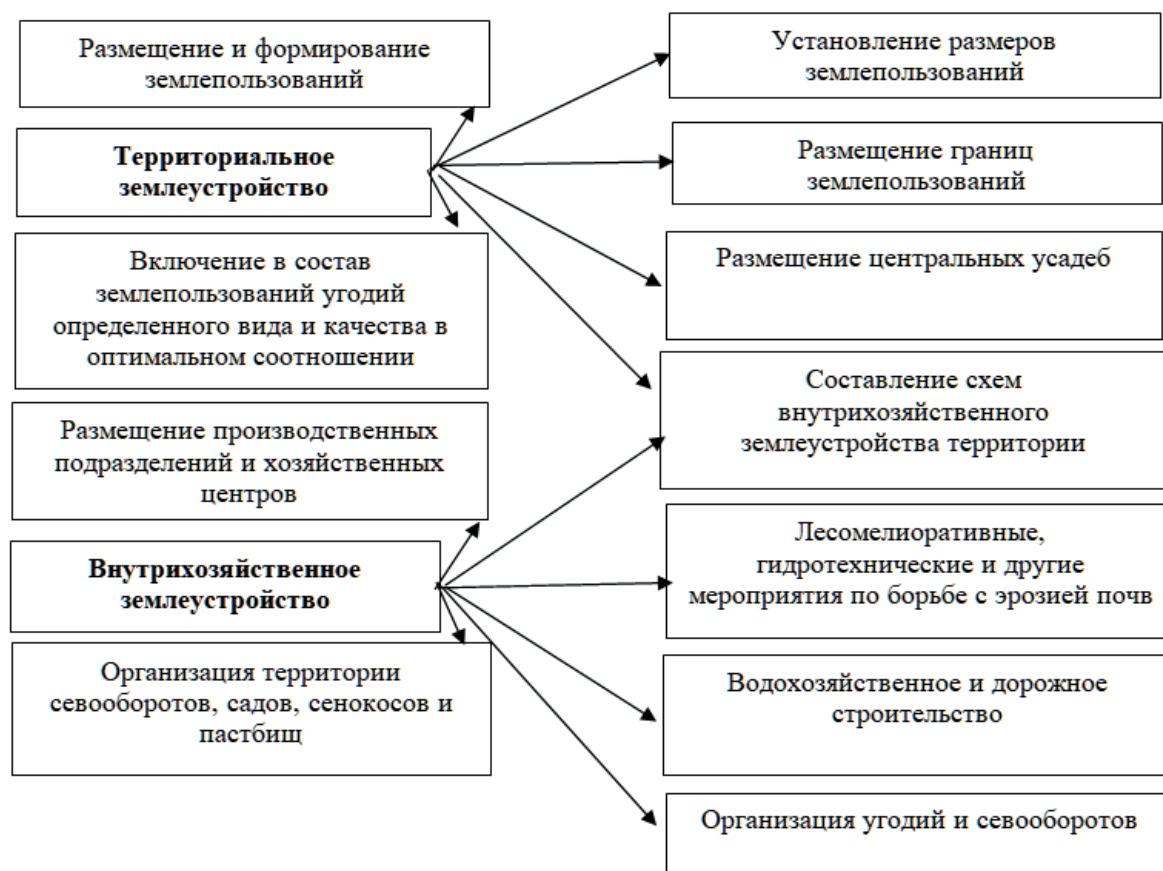 Размещение и формирование
землепользований
Территориальное
землеустройство
Включение в состав
землепользований угодий
определенного вида и качества в
оптимальном соотношении
Размещение производственных
подразделений и хозяйственных
центров
Внутрихозяйственное
землеустройство
Организация территории
севооборотов, садов, сенокосов и
пастбищ
Установление размеров
землепользований
Размещение границ
землепользований
Размещение центральных усадеб
Составление схем
внутрихозяйственного
землеустройства территории
Лесомелиоративные,
гидротехнические и другие
мероприятия по борьбе с эрозией почв
Водохозяйственное и дорожное
строительство
Организация угодий и севооборотов